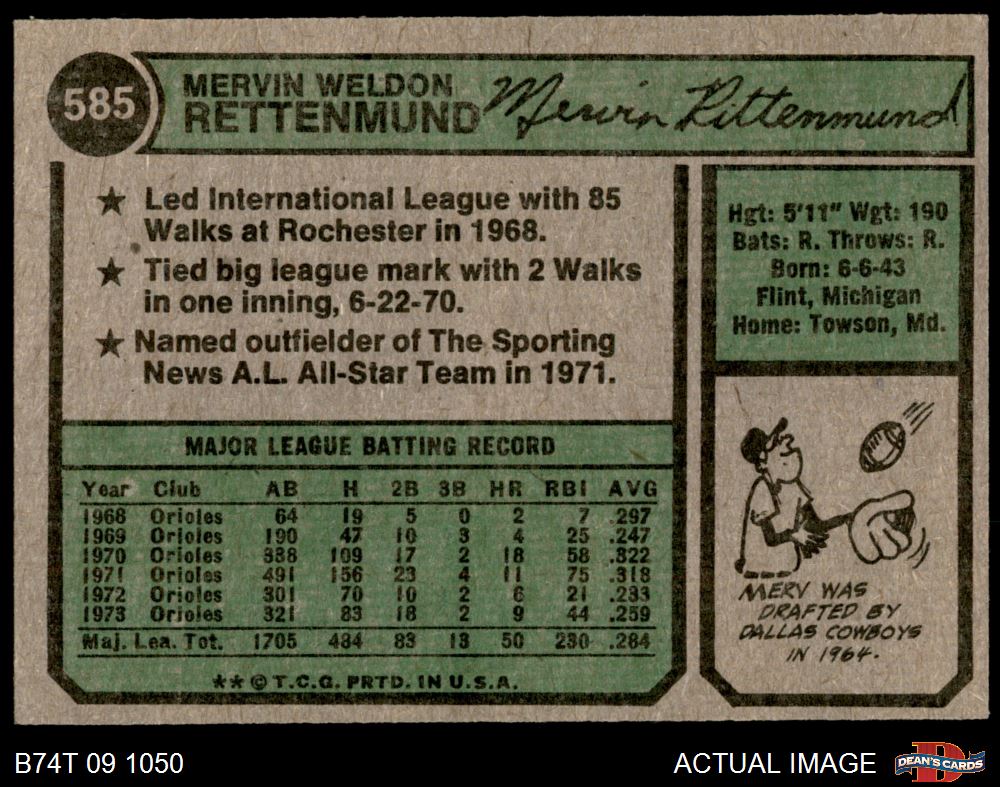 585
MERVIN WELDON
RETTENMUND
Mervin Rettenmund
★ Led International League with 85
Walks at Rochester in 1968.
★ Tied big league mark with 2 Walks
in one inning, 6-22-70.
★ Named outfielder of The Sporting
News A.L. All-Star Team in 1971.
Hgt: 5'11" Wgt: 190
Bats: R. Throws: R.
Born: 6-6-43
Flint, Michigan
Home: Towson, Md.
MAJOR LEAGUE BATTING RECORD
Year Club AB H 2B 3B HR RBI AVG
1968 Orioles 64 19 5 0 2 7 .297
1969 Orioles 190 47 10 3 4 25 .247
1970 Orioles 338 109 17 2 18 58 .322
1971 Orioles 491 156 23 4 11 75 .318
1972 Orioles 301 70 10 2 6 21 .233
1973 Orioles 321 83 18 2 9 44 .259
Maj. Lea. Tot. 1705 484 83 13 50 230 .284
★★ © T.C.G. PRTD. IN U.S.A.
MERV WAS
DRAFTED BY
DALLAS COWBOYS
IN 1964.
B74T 09 1050
ACTUAL IMAGE
DEAN'S CARDS